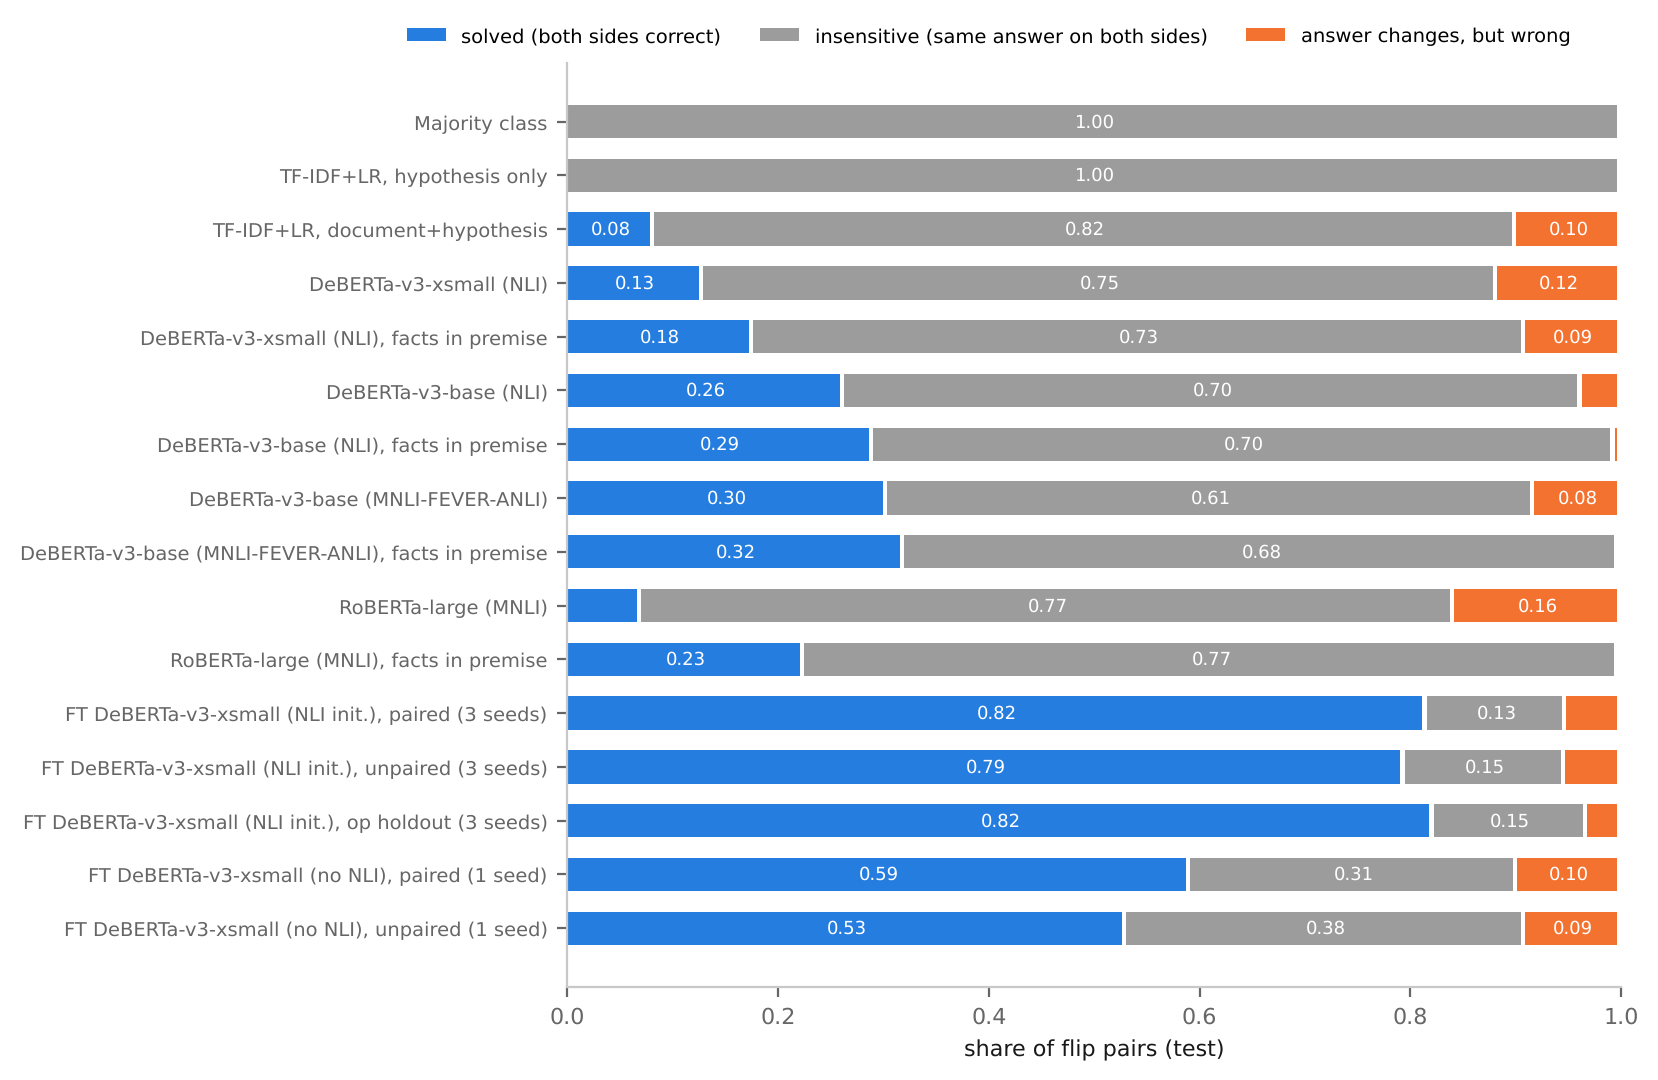 solved (both sides correct) insensitive (same answer on both sides) answer changes, but wrong
Majority class 1.00
TF-IDF+LR, hypothesis only 1.00
TF-IDF+LR, document+hypothesis 0.08 0.82 0.10
DeBERTa-v3-xsmall (NLI) 0.13 0.75 0.12
DeBERTa-v3-xsmall (NLI), facts in premise 0.18 0.73 0.09
DeBERTa-v3-base (NLI) 0.26 0.70
DeBERTa-v3-base (NLI), facts in premise 0.29 0.70
DeBERTa-v3-base (MNLI-FEVER-ANLI) 0.30 0.61 0.08
DeBERTa-v3-base (MNLI-FEVER-ANLI), facts in premise 0.32 0.68
RoBERTa-large (MNLI) 0.77 0.16
RoBERTa-large (MNLI), facts in premise 0.23 0.77
FT DeBERTa-v3-xsmall (NLI init.), paired (3 seeds) 0.82 0.13
FT DeBERTa-v3-xsmall (NLI init.), unpaired (3 seeds) 0.79 0.15
FT DeBERTa-v3-xsmall (NLI init.), op holdout (3 seeds) 0.82 0.15
FT DeBERTa-v3-xsmall (no NLI), paired (1 seed) 0.59 0.31 0.10
FT DeBERTa-v3-xsmall (no NLI), unpaired (1 seed) 0.53 0.38 0.09
0.0 0.2 0.4 0.6 0.8 1.0
share of flip pairs (test)